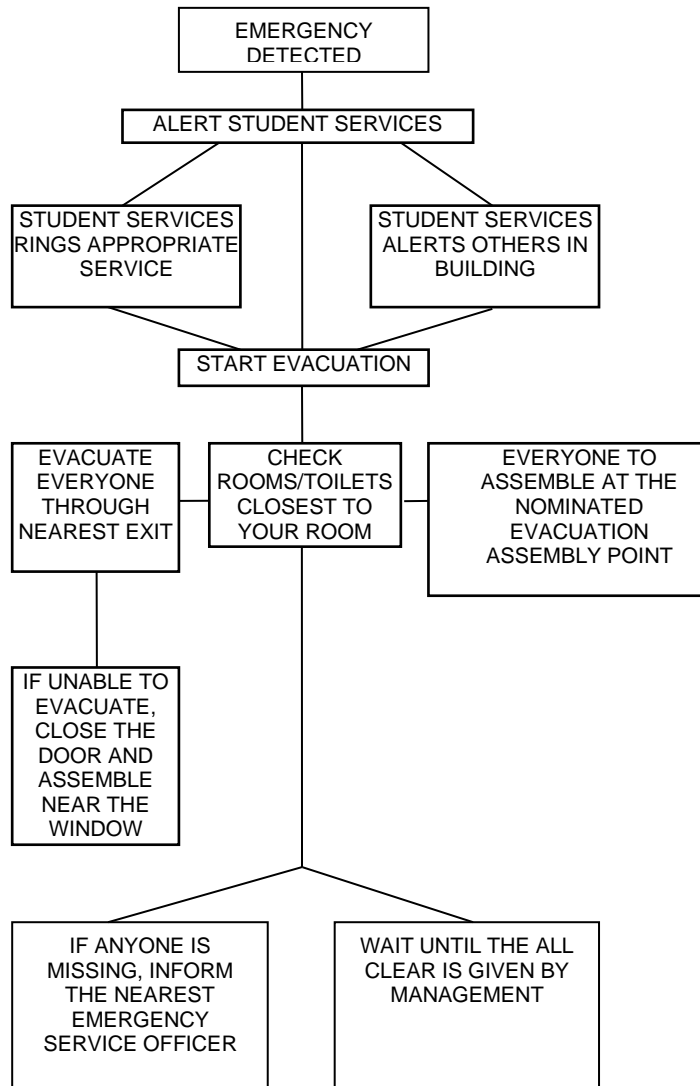 EMERGENCY
DETECTED
ALERT STUDENT SERVICES
STUDENT SERVICES
RINGS APPROPRIATE
SERVICE
STUDENT SERVICES
ALERTS OTHERS IN
BUILDING
START EVACUATION
EVACUATE
EVERYONE
THROUGH
NEAREST EXIT
CHECK
ROOMS/TOILETS
CLOSEST TO
YOUR ROOM
EVERYONE TO
ASSEMBLE AT THE
NOMINATED
EVACUATION
ASSEMBLY POINT
IF UNABLE TO
EVACUATE,
CLOSE THE
DOOR AND
ASSEMBLE
NEAR THE
WINDOW
IF ANYONE IS
MISSING, INFORM
THE NEAREST
EMERGENCY
SERVICE OFFICER
WAIT UNTIL THE ALL
CLEAR IS GIVEN BY
MANAGEMENT